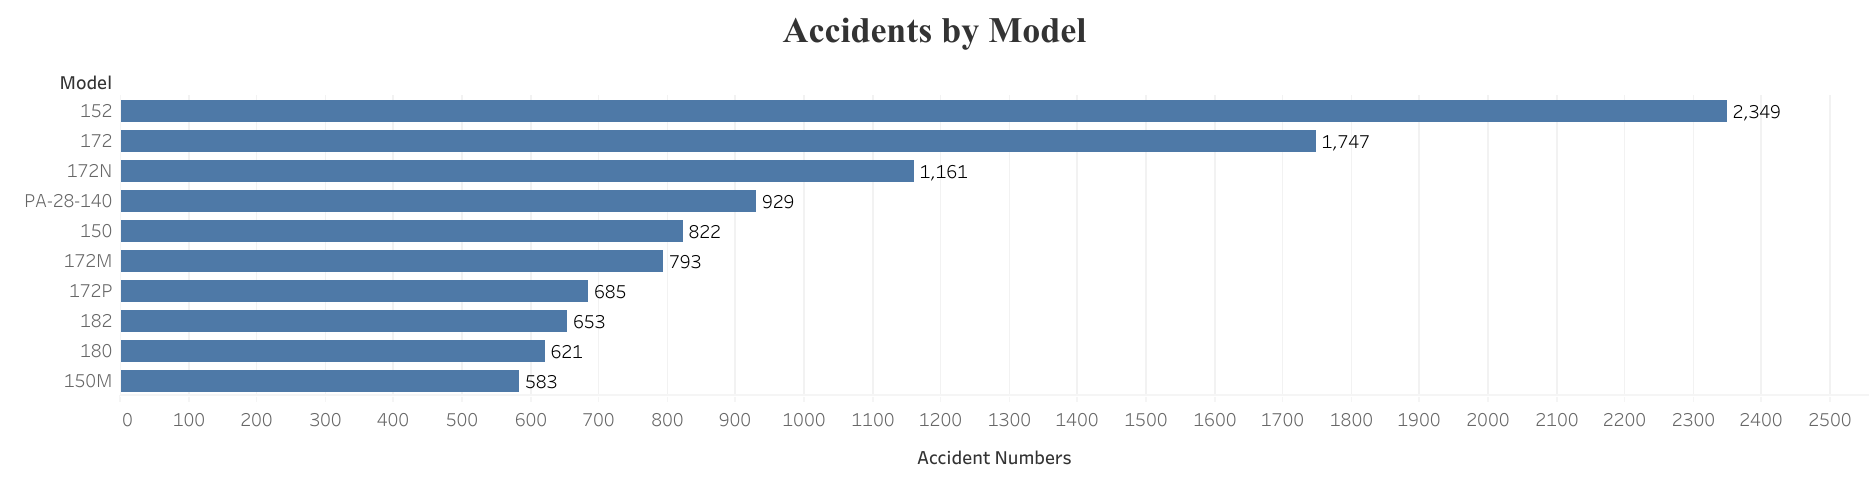 Accidents by Model
Model
152 2,349
172 1,747
172N 1,161
PA-28-140 929
150 822
172M 793
172P 685
182 653
180 621
150M 583
0 100 200 300 400 500 600 700 800 900 1000 1100 1200 1300 1400 1500 1600 1700 1800 1900 2000 2100 2200 2300 2400 2500
Accident Numbers